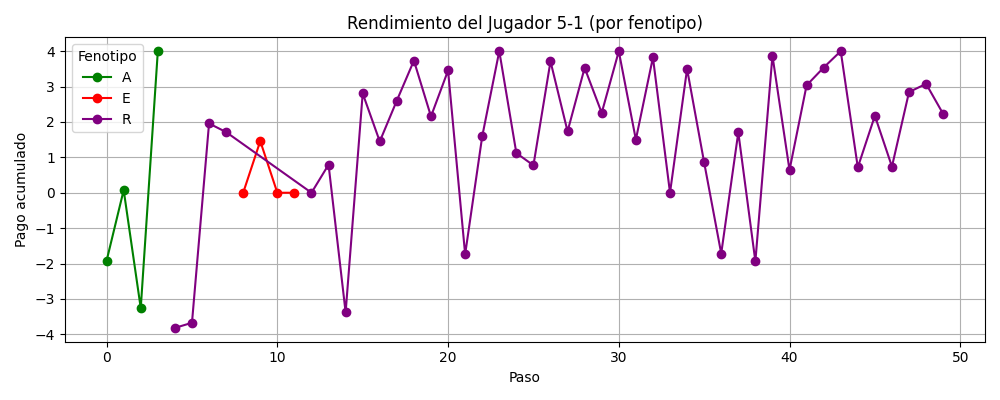 Rendimiento del Jugador 5-1 (por fenotipo)
Pago acumulado
4
3
2
1
0
−1
−2
−3
−4
Fenotipo
A
E
R
0
10
20
30
40
50
Paso